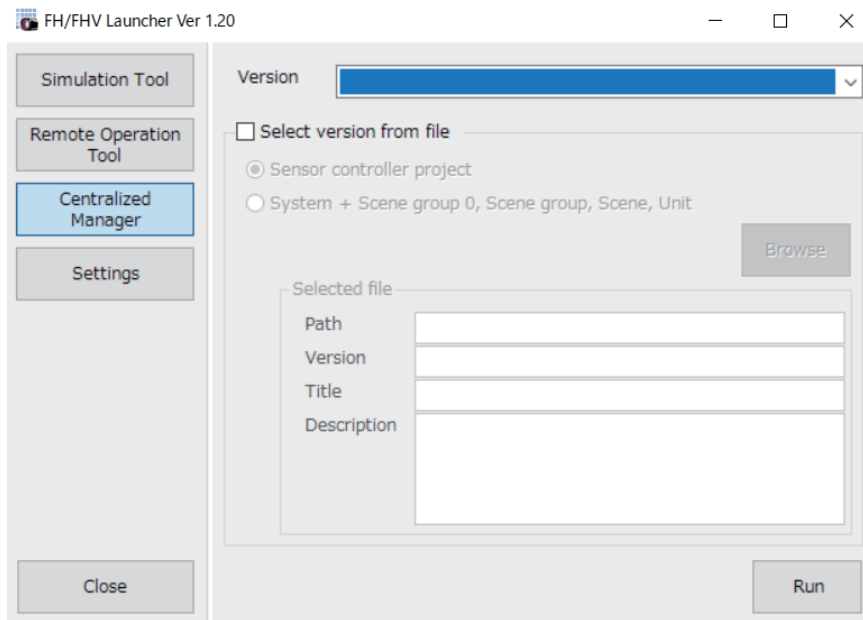 FH/FHV Launcher Ver 1.20
Simulation Tool
Remote Operation
Tool
Centralized
Manager
Settings
Close
Version
Select version from file
Sensor controller project
System + Scene group 0, Scene group, Scene, Unit
Browse
Selected file
Path
Version
Title
Description
Run